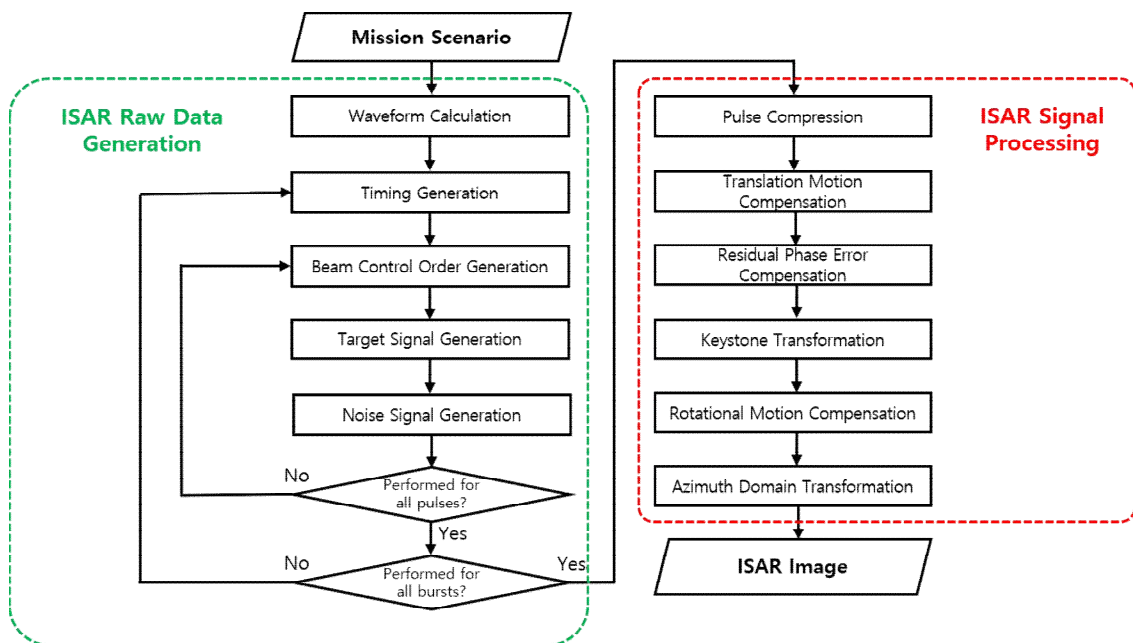 Mission Scenario
ISAR Raw Data
Generation
Waveform Calculation
Timing Generation
Beam Control Order Generation
Target Signal Generation
Noise Signal Generation
No
Performed for
all pulses?
Yes
No
Performed for
all bursts?
Yes
ISAR Signal
Processing
Pulse Compression
Translation Motion
Compensation
Residual Phase Error
Compensation
Keystone Transformation
Rotational Motion Compensation
Azimuth Domain Transformation
ISAR Image